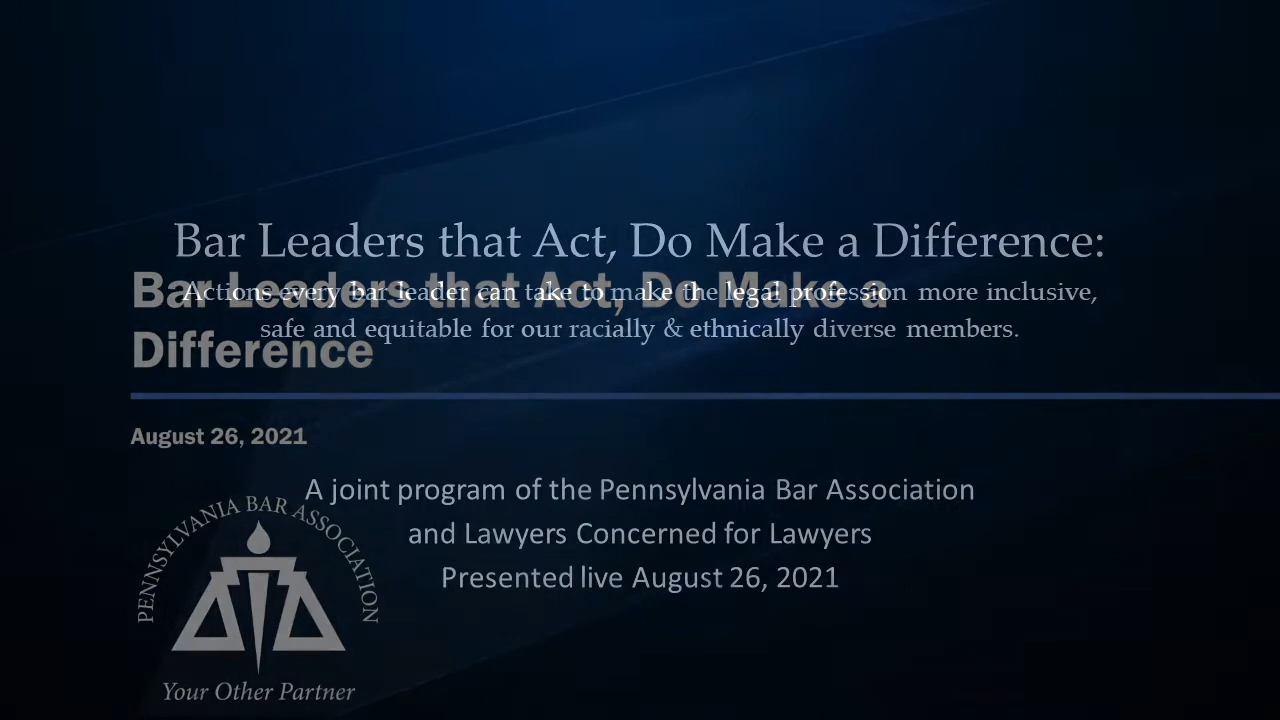 Bar Leaders that Act, Do Make a Difference:
Actions every bar leader can take to make the legal profession more inclusive,
safe and equitable for our racially & ethnically diverse members.
Bar Leaders that Act, Do Make a
Difference
August 26, 2021
A joint program of the Pennsylvania Bar Association
and Lawyers Concerned for Lawyers
Presented live August 26, 2021
PENNSYLVANIA BAR ASSOCIATION
Your Other Partner